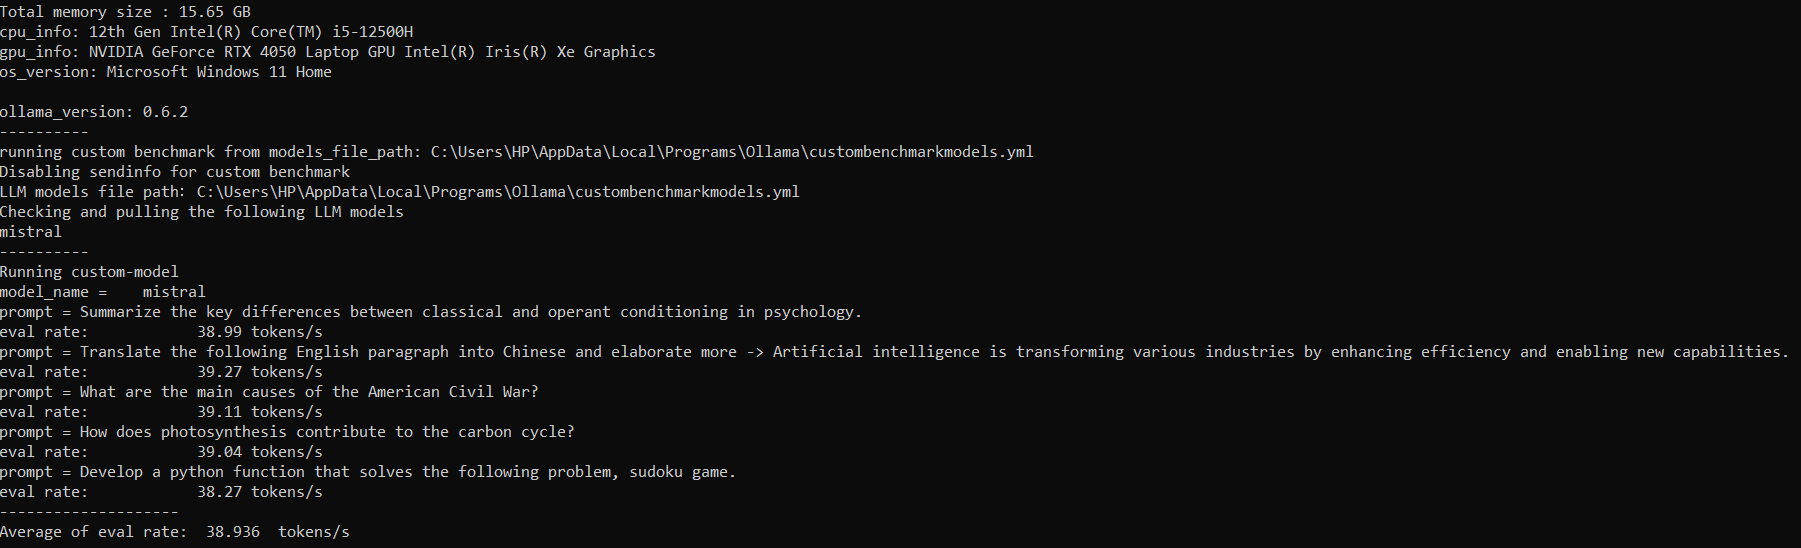 Total memory size : 15.65 GB
cpu_info: 12th Gen Intel(R) Core(TM) i5-12500H
gpu_info: NVIDIA GeForce RTX 4050 Laptop GPU Intel(R) Iris(R) Xe Graphics
os_version: Microsoft Windows 11 Home

ollama_version: 0.6.2
----------
running custom benchmark from models_file_path: C:\Users\HP\AppData\Local\Programs\Ollama\custombenchmarkmodels.yml
Disabling sendinfo for custom benchmark
LLM models file path: C:\Users\HP\AppData\Local\Programs\Ollama\custombenchmarkmodels.yml
Checking and pulling the following LLM models
mistral
----------
Running custom-model
model_name =    mistral
prompt = Summarize the key differences between classical and operant conditioning in psychology.
eval rate:            38.99 tokens/s
prompt = Translate the following English paragraph into Chinese and elaborate more -> Artificial intelligence is transforming various industries by enhancing efficiency and enabling new capabilities.
eval rate:            39.27 tokens/s
prompt = What are the main causes of the American Civil War?
eval rate:            39.11 tokens/s
prompt = How does photosynthesis contribute to the carbon cycle?
eval rate:            39.04 tokens/s
prompt = Develop a python function that solves the following problem, sudoku game.
eval rate:            38.27 tokens/s
--------------------
Average of eval rate:  38.936  tokens/s